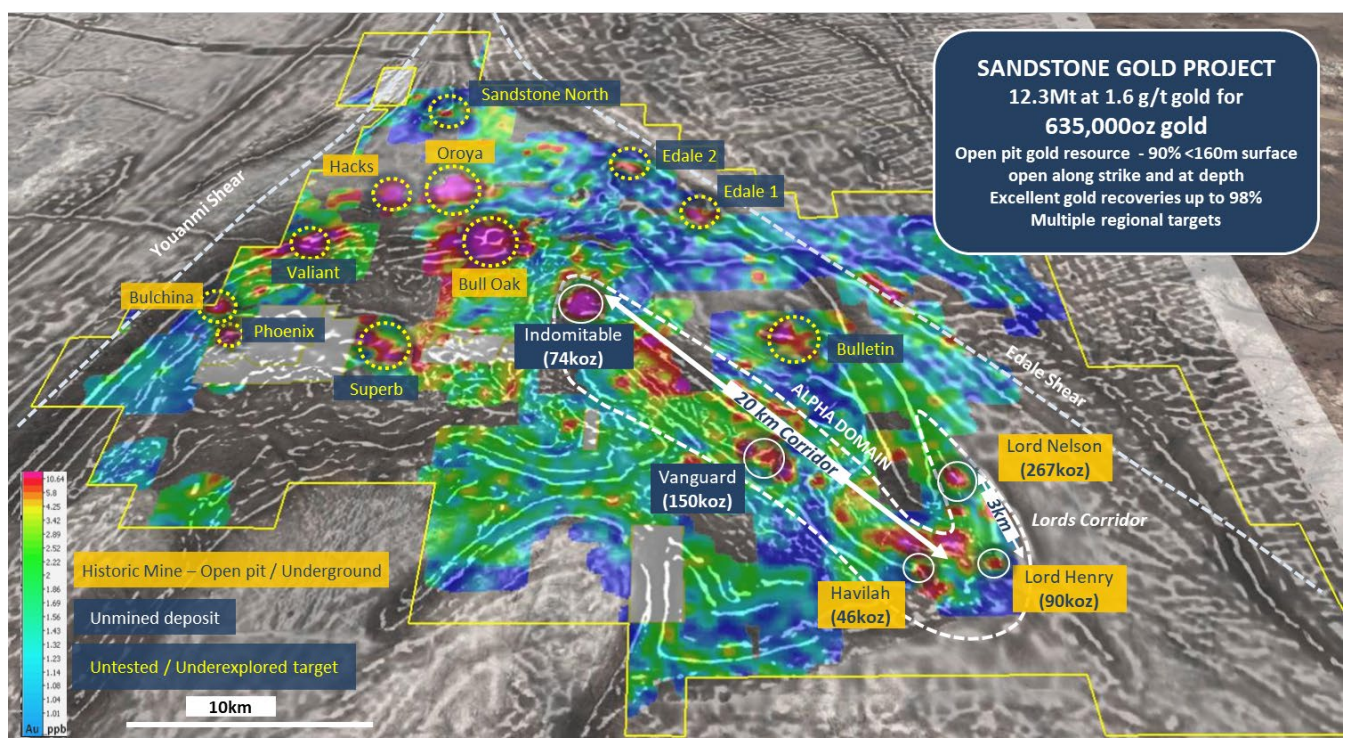 SANDSTONE GOLD PROJECT
12.3Mt at 1.6 g/t gold for
635,000oz gold
Open pit gold resource - 90% <160m surface
open along strike and at depth
Excellent gold recoveries up to 98%
Multiple regional targets
Sandstone North
Oroya
Hacks
Edale 2
Edale 1
Youanmi Shear
Valiant
Bull Oak
Bulchina
Phoenix
Superb
Indomitable
(74koz)
Bulletin
Edale Shear
ALPHA DOMAIN
20 km Corridor
Vanguard
(150koz)
Lord Nelson
(267koz)
3km
Lords Corridor
Havilah
(46koz)
Lord Henry
(90koz)
10.64
5.8
4.25
3.42
2.89
2.52
2.22
2
1.86
1.69
1.56
1.43
1.32
1.23
1.14
1.08
1.04
1.01
Au ppb
Historic Mine – Open pit / Underground
Unmined deposit
Untested / Underexplored target
10km